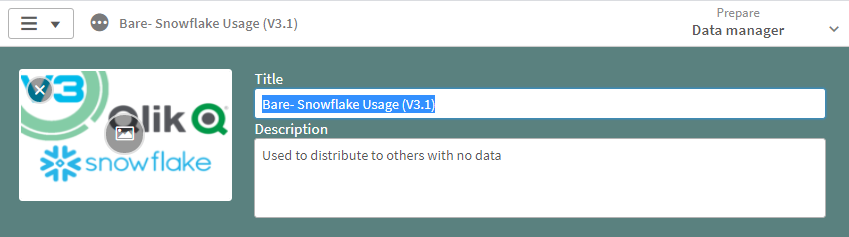 Bare- Snowflake Usage (V3.1)
Prepare
Data manager
V3
Qlik Q
snowflake
Title
Bare- Snowflake Usage (V3.1)
Description
Used to distribute to others with no data